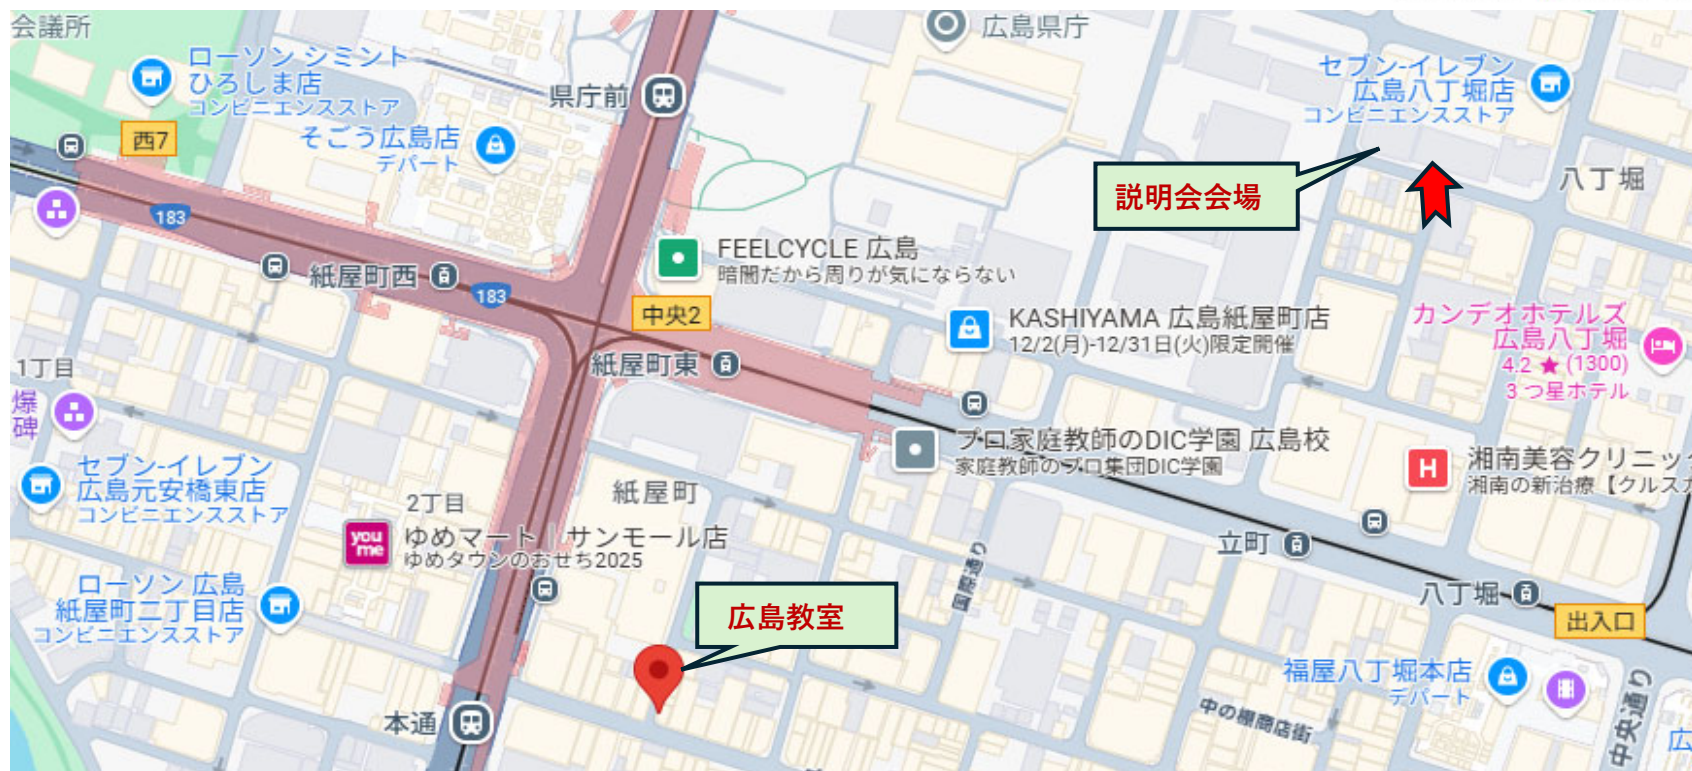 会議所
ローソン シミント
ひろしま店
コンビニエンスストア
西7
県庁前
そごう広島店
デパート
広島県庁
セブン-イレブン
広島八丁堀店
コンビニエンスストア
説明会会場
八丁堀
183
紙屋町西
183
FEELCYCLE 広島
暗闇だから周りが気にならない
中央2
KASHIYAMA 広島紙屋町店
12/2(月)-12/31日(火)限定開催
カンデオホテルズ
広島八丁堀
4.2 ★ (1300)
3 つ星ホテル
紙屋町東
1丁目
爆
碑
プロ家庭教師のDIC学園 広島校
家庭教師のプロ集団DIC学園
H
湘南美容クリニック
湘南の新治療【クルスカ
セブン-イレブン
広島元安橋東店
コンビニエンスストア
2丁目
紙屋町
you
me
ゆめマート サンモール店
ゆめタウンのおせち2025
国際通り
立町
八丁堀
出入口
ローソン 広島
紙屋町二丁目店
コンビニエンスストア
広島教室
福屋八丁堀本店
デパート
本通
中の棚商店街
中央通り
広